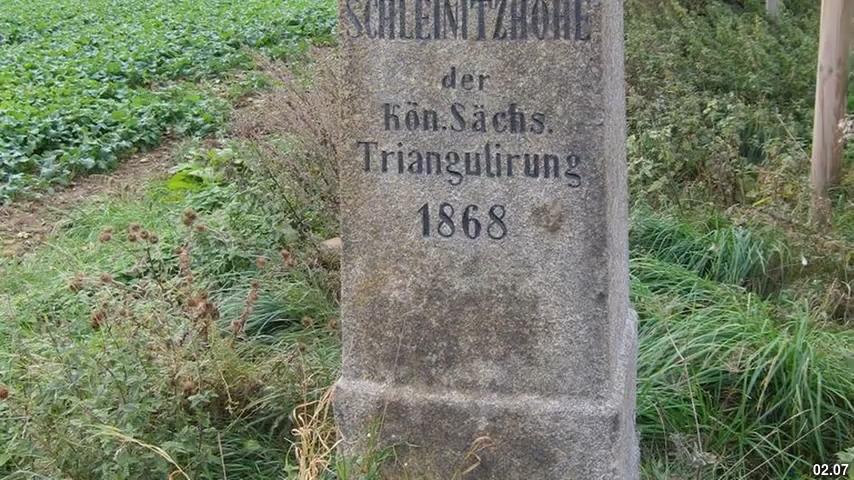 SCHLEINITZHÖHE
der
Kön. Sächs.
Triangulirung
1868
02.07